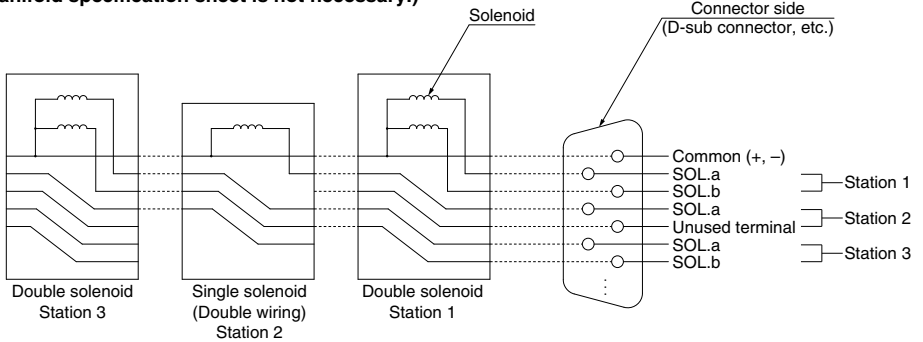 anifold specification sheet is not necessary.)
Solenoid
Connector side
(D-sub connector, etc.)
Common (+, –)
SOL.a
SOL.b
Station 1
SOL.a
Unused terminal
Station 2
SOL.a
SOL.b
Station 3
Double solenoid
Station 3
Single solenoid
(Double wiring)
Station 2
Double solenoid
Station 1